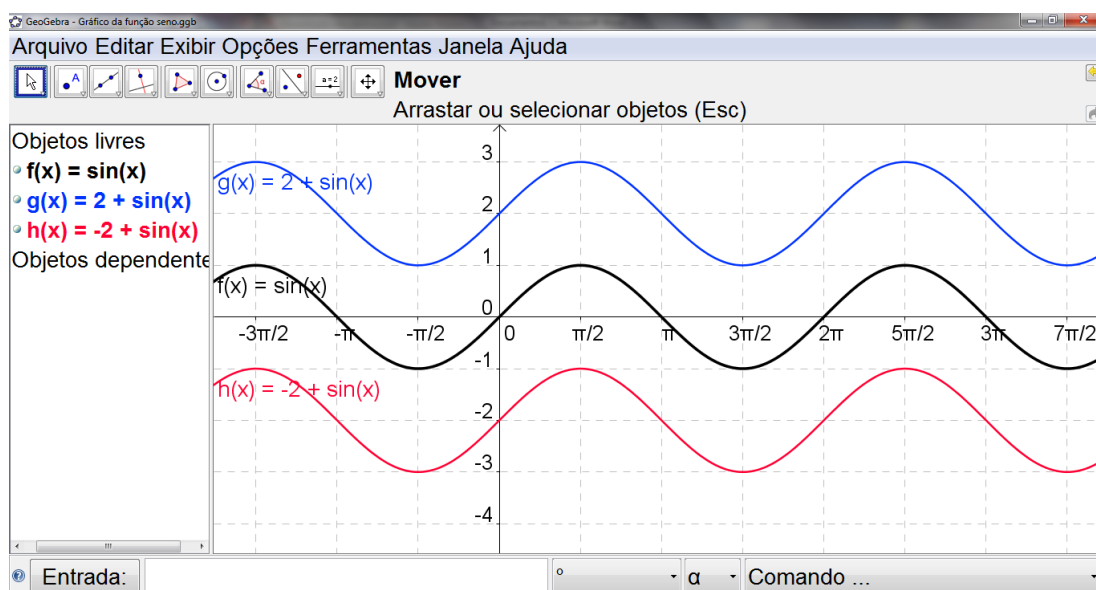 GeoGebra - Gráfico da função seno.ggb
Arquivo Editar Exibir Opções Ferramentas Janela Ajuda
A
α
a=2
Mover
Arrastar ou selecionar objetos (Esc)
Objetos livres
f(x) = sin(x)
g(x) = 2 + sin(x)
h(x) = -2 + sin(x)
Objetos dependente
3
g(x) = 2 + sin(x)
2
1
f(x) = sin(x)
0
-3π/2 -π -π/2 0 π/2 π 3π/2 2π 5π/2 3π 7π/2
-1
h(x) = -2 + sin(x)
-2
-3
-4
Entrada: o α Comando ...